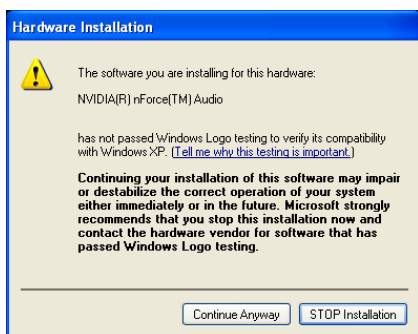 Hardware Installation
The software you are installing for this hardware:
NVIDIA(R) nForce(TM) Audio
has not passed Windows Logo testing to verify its compatibility
with Windows XP. (Tell me why this testing is important.)
Continuing your installation of this software may impair
or destabilize the correct operation of your system
either immediately or in the future. Microsoft strongly
recommends that you stop this installation now and
contact the hardware vendor for software that has
passed Windows Logo testing.
Continue Anyway
STOP Installation